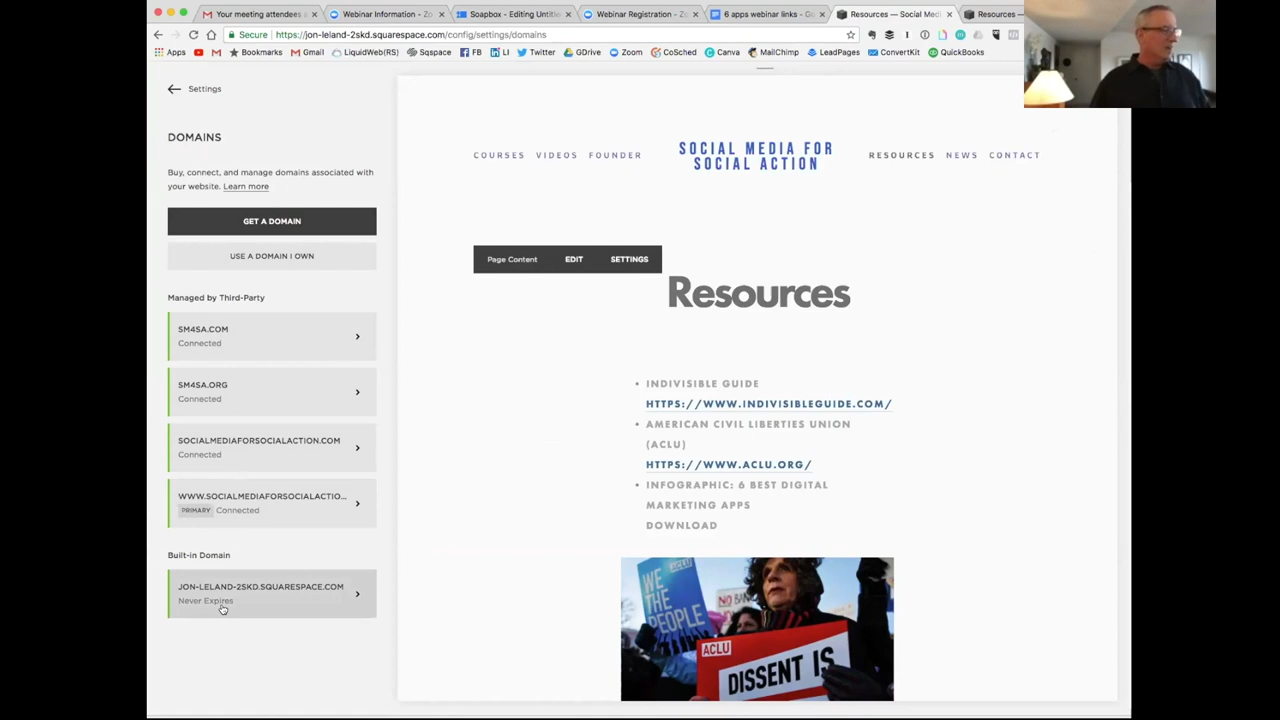 Your meeting attendees a
Webinar Information - Zo
Soapbox - Editing Untitle
Webinar Registration - Zo
6 apps webinar links - G
Resources — Social Med
Resources —
Secure
https://jon-leland-2skd.squarespace.com/config/settings/domains
Apps
Bookmarks
Gmail
LiquidWeb(RS)
Sqspace
FB
LI
Twitter
GDrive
Zoom
CoSched
Canva
MailChimp
LeadPages
ConvertKit
QuickBooks
Settings
DOMAINS
Buy, connect, and manage domains associated
with your website. Learn more
GET A DOMAIN
USE A DOMAIN I OWN
Managed by Third-Party
SM4SA.COM
Connected
SM4SA.ORG
Connected
SOCIALMEDIAFORSOCIALACTION.COM
Connected
WWW.SOCIALMEDIAFORSOCIALACTIO...
PRIMARY Connected
Built-in Domain
JON-LELAND-2SKD.SQUARESPACE.COM
Never Expires
COURSES VIDEOS FOUNDER
SOCIAL MEDIA FOR
SOCIAL ACTION
RESOURCES NEWS CONTACT
Page Content EDIT SETTINGS
Resources
• INDIVISIBLE GUIDE
HTTPS://WWW.INDIVISIBLEGUIDE.COM/
• AMERICAN CIVIL LIBERTIES UNION
(ACLU)
HTTPS://WWW.ACLU.ORG/
• INFOGRAPHIC: 6 BEST DIGITAL
MARKETING APPS
DOWNLOAD
ACLU
WE
THE
PEOPLE
NO BAN
ACLU
DISSENT IS